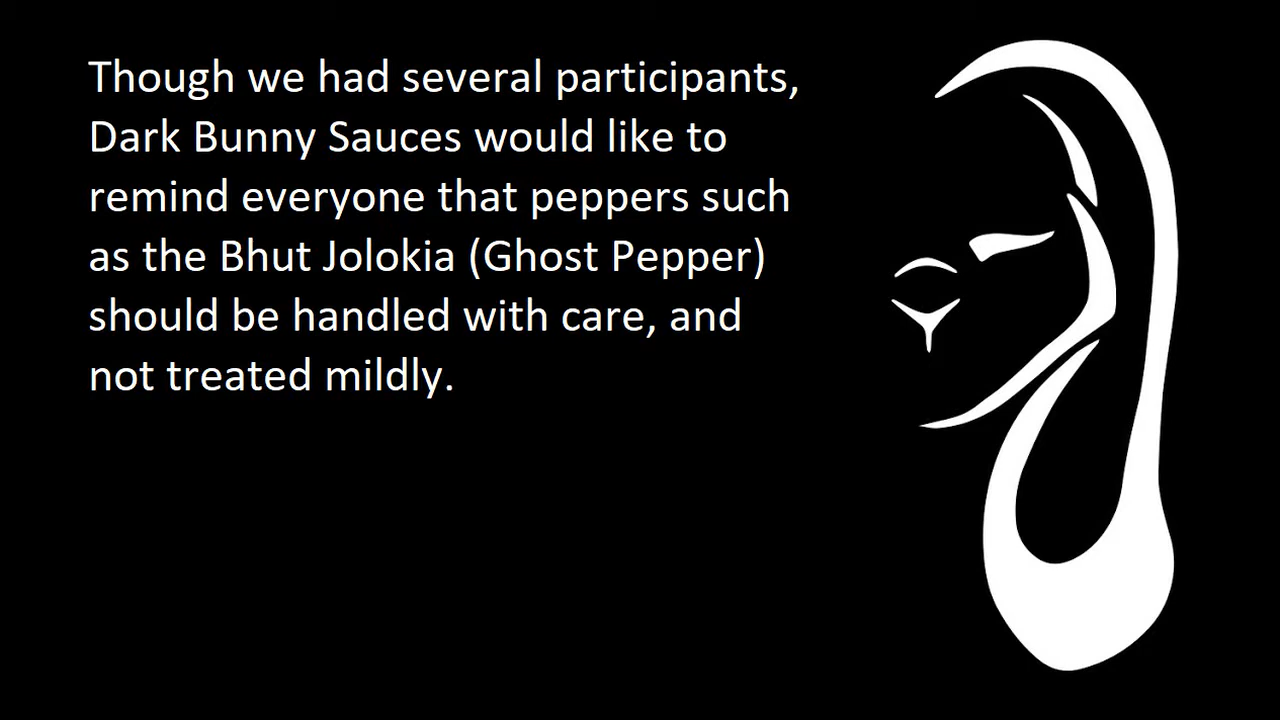 Though we had several participants,
Dark Bunny Sauces would like to
remind everyone that peppers such
as the Bhut Jolokia (Ghost Pepper)
should be handled with care, and
not treated mildly.